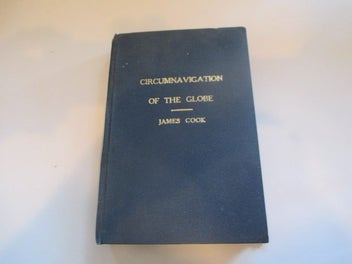 CIRCUMNAVIGATION
OF THE GLOBE
JAMES COOK